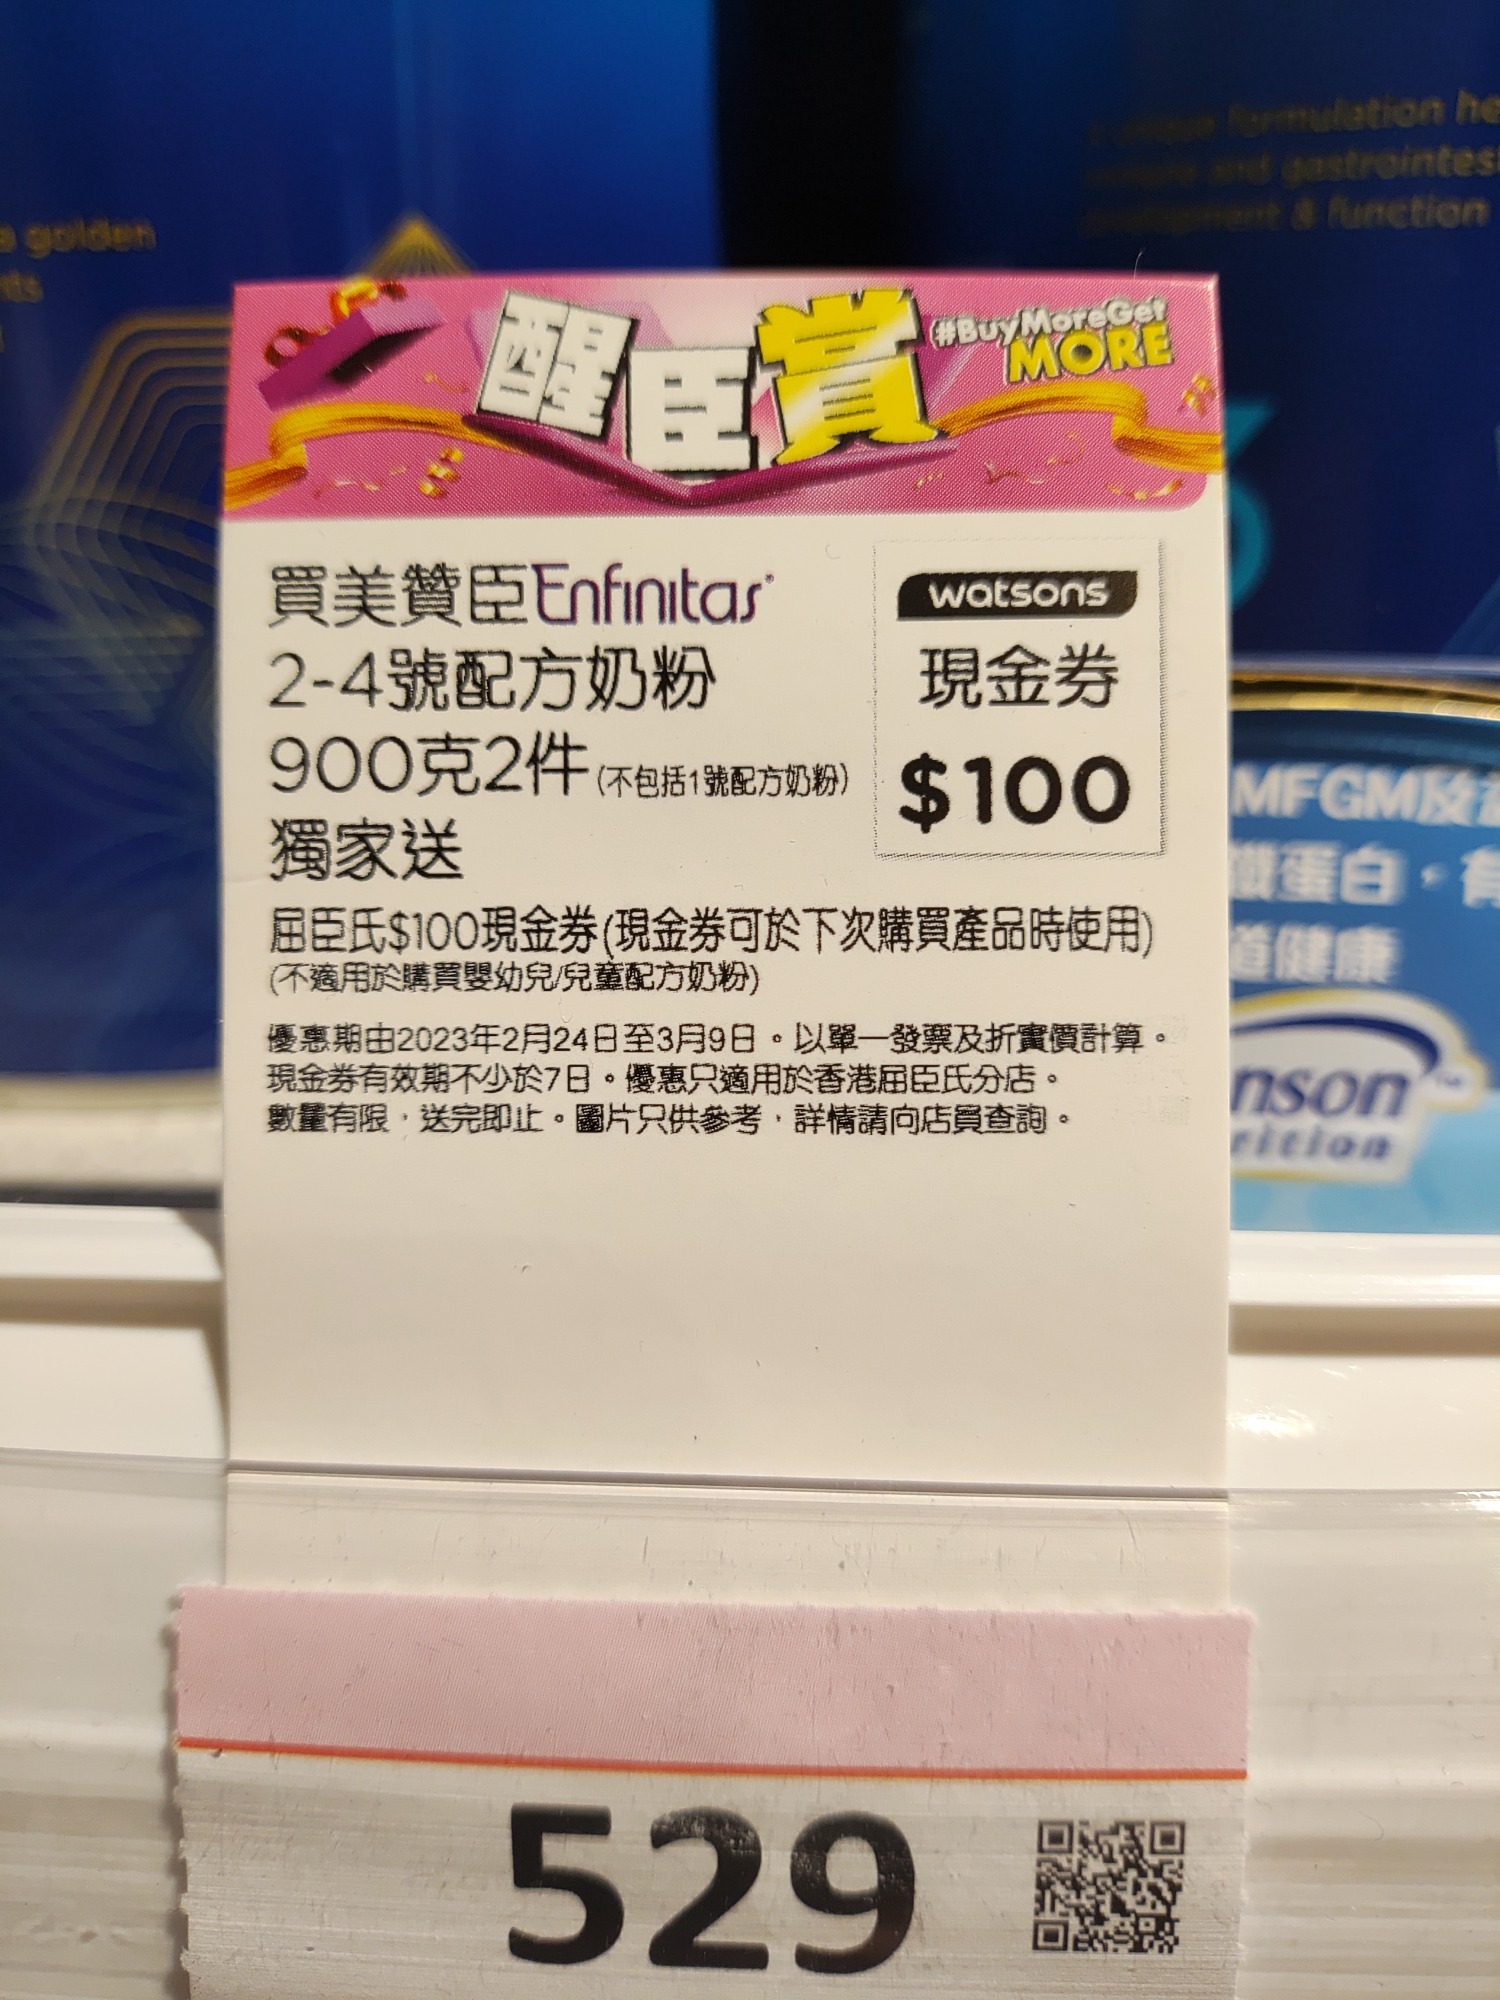 golden
formulation he
and gastrointes
& function
醒臣賞
#BuyMoreGet
MORE
買美贊臣Enfinitas
2-4號配方奶粉
900克2件(不包括1號配方奶粉)
獨家送
watsons
現金券
$100
屈臣氏$100現金券(現金券可於下次購買產品時使用)
(不適用於購買嬰幼兒/兒童配方奶粉)
優惠期由2023年2月24日至3月9日。以單一發票及折實價計算。
現金券有效期不少於7日。優惠只適用於香港屈臣氏分店。
數量有限，送完即止。圖片只供參考，詳情請向店員查詢。
MFGM及
鐵蛋白，有
道健康
nson
rition
529